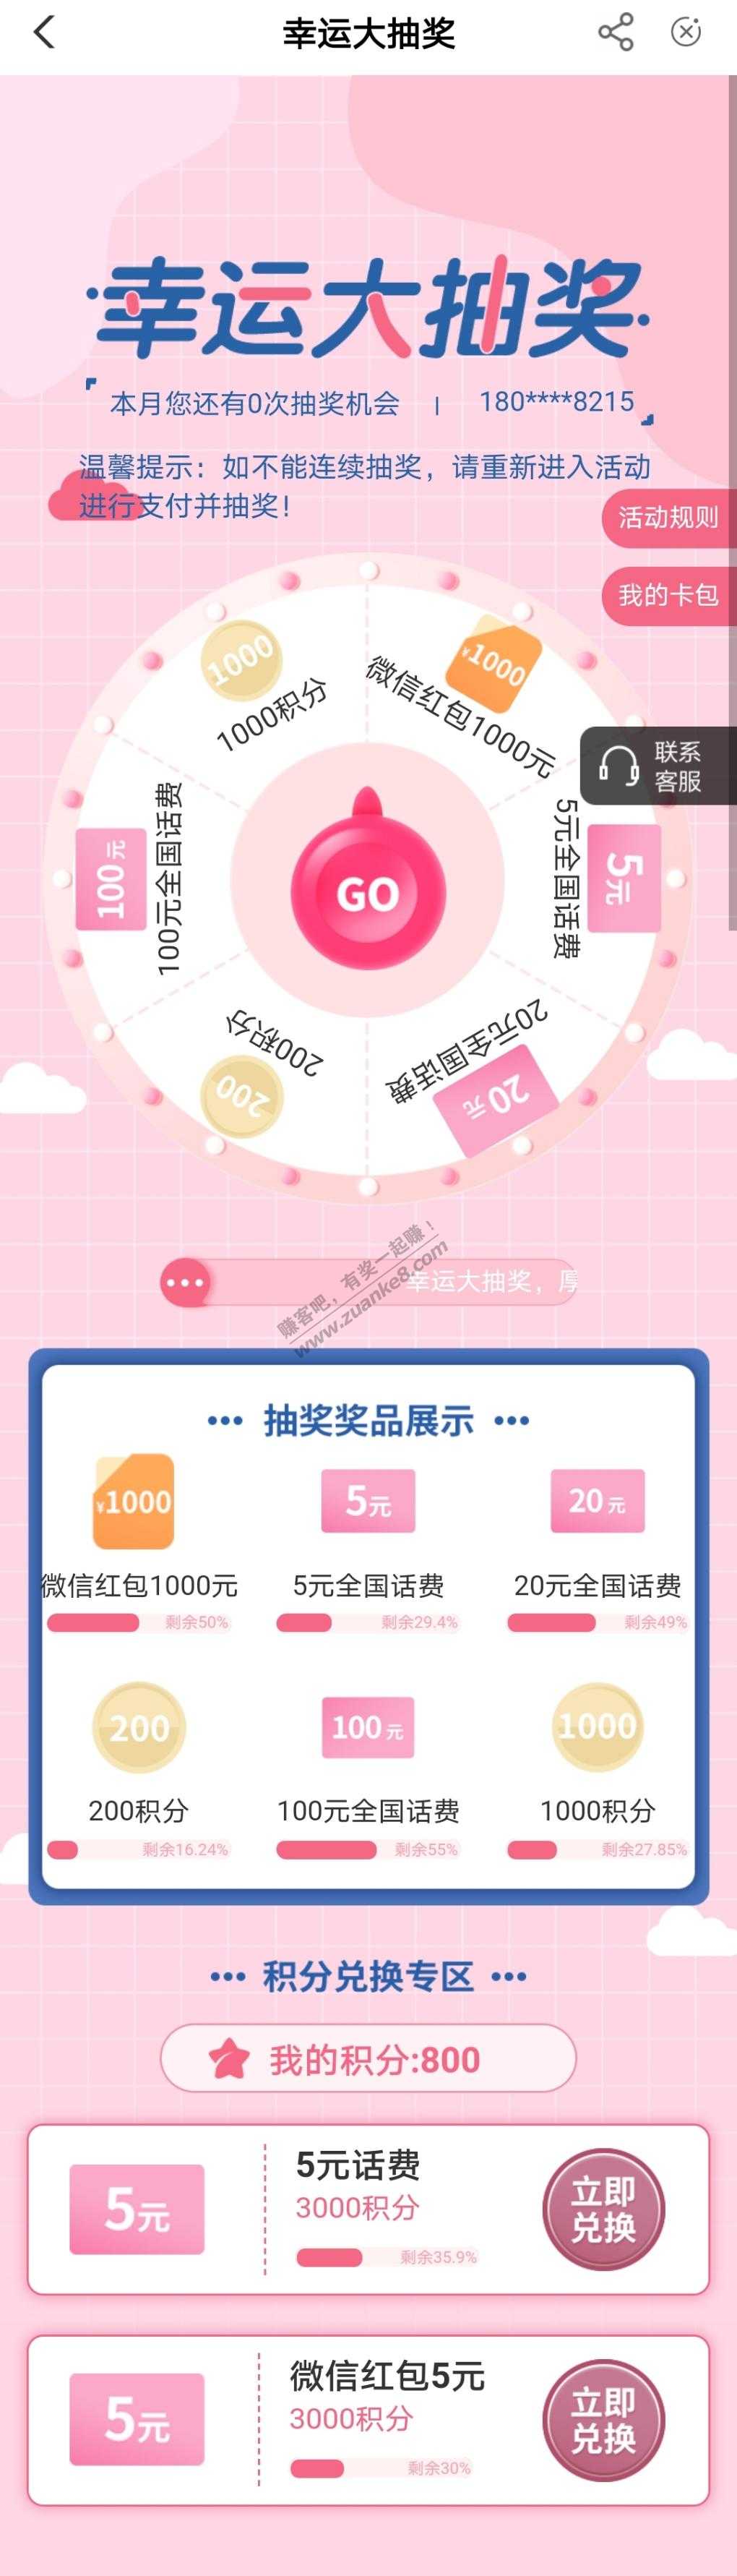 幸运大抽奖
幸运大抽奖
本月您还有0次抽奖机会 | 180****8215
温馨提示：如不能连续抽奖，请重新进入活动
进行支付并抽奖！
活动规则
我的卡包
联系
客服
1000
1000积分
¥1000
微信红包1000元
100元
100元全国话费
5元
5元全国话费
GO
200积分
200
20元全国话费
20元
幸运大抽奖，
赚客吧，有奖一起赚！
www.zuanke8.com
抽奖奖品展示
¥1000
5元
20元
微信红包1000元
5元全国话费
20元全国话费
剩余50%
剩余29.4%
剩余49%
200
100元
1000
200积分
100元全国话费
1000积分
剩余16.24%
剩余55%
剩余27.85%
积分兑换专区
我的积分:800
5元
5元话费
3000积分
剩余35.9%
立即
兑换
5元
微信红包5元
3000积分
剩余30%
立即
兑换